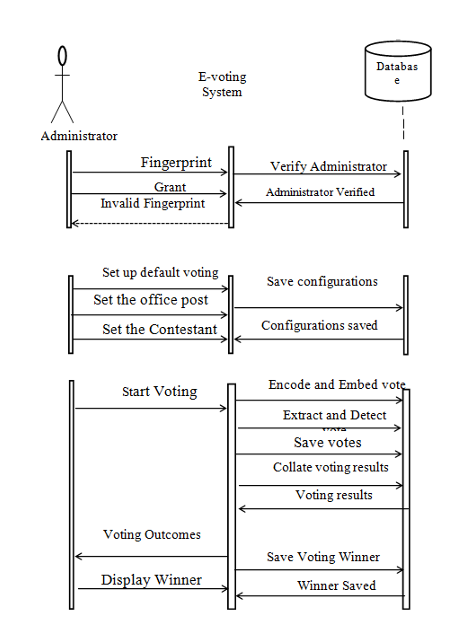 E-voting
System
Databas
e
Administrator
Fingerprint
Verify Administrator
Grant
Administrator Verified
Invalid Fingerprint
Set up default voting
Save configurations
Set the office post
Set the Contestant
Configurations saved
Start Voting
Encode and Embed vote
Extract and Detect
Save votes
Collate voting results
Voting results
Voting Outcomes
Save Voting Winner
Display Winner
Winner Saved